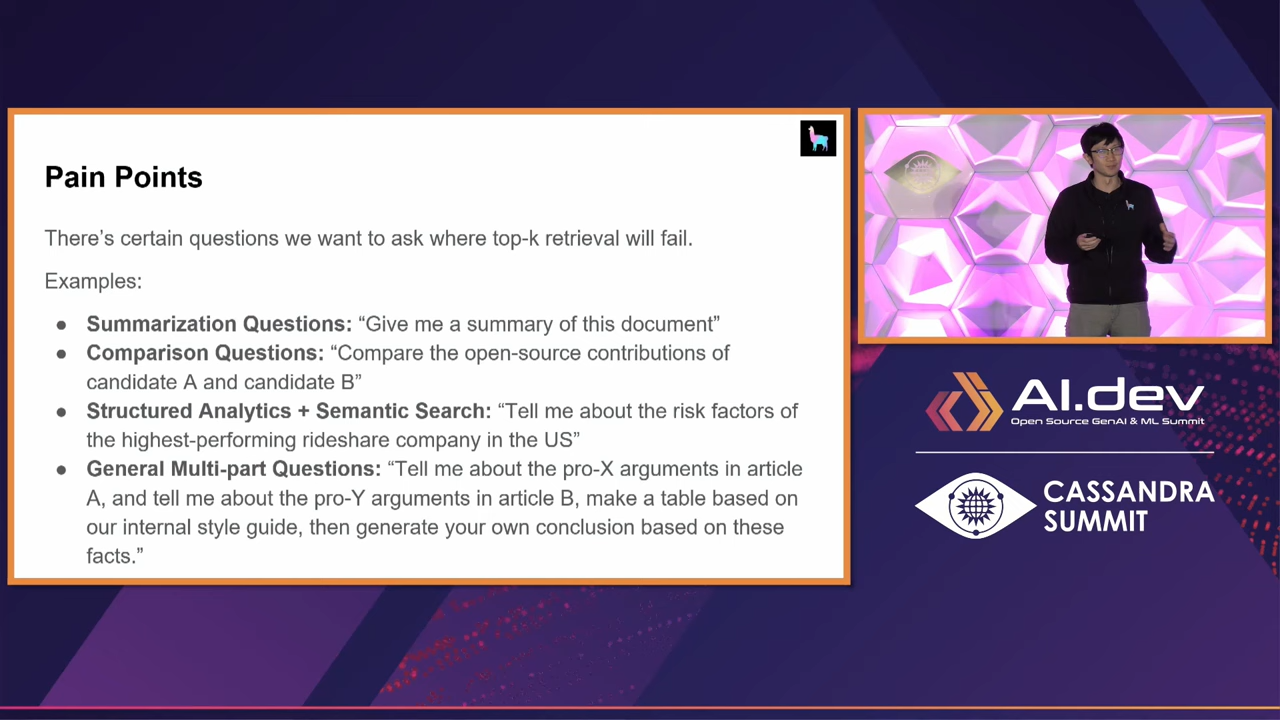 Pain Points
There’s certain questions we want to ask where top-k retrieval will fail.
Examples:
● Summarization Questions: “Give me a summary of this document”
● Comparison Questions: “Compare the open-source contributions of
candidate A and candidate B”
● Structured Analytics + Semantic Search: “Tell me about the risk factors of
the highest-performing rideshare company in the US”
● General Multi-part Questions: “Tell me about the pro-X arguments in article
A, and tell me about the pro-Y arguments in article B, make a table based on
our internal style guide, then generate your own conclusion based on these
facts.”
AI.dev
Open Source GenAI & ML Summit
CASSANDRA
SUMMIT